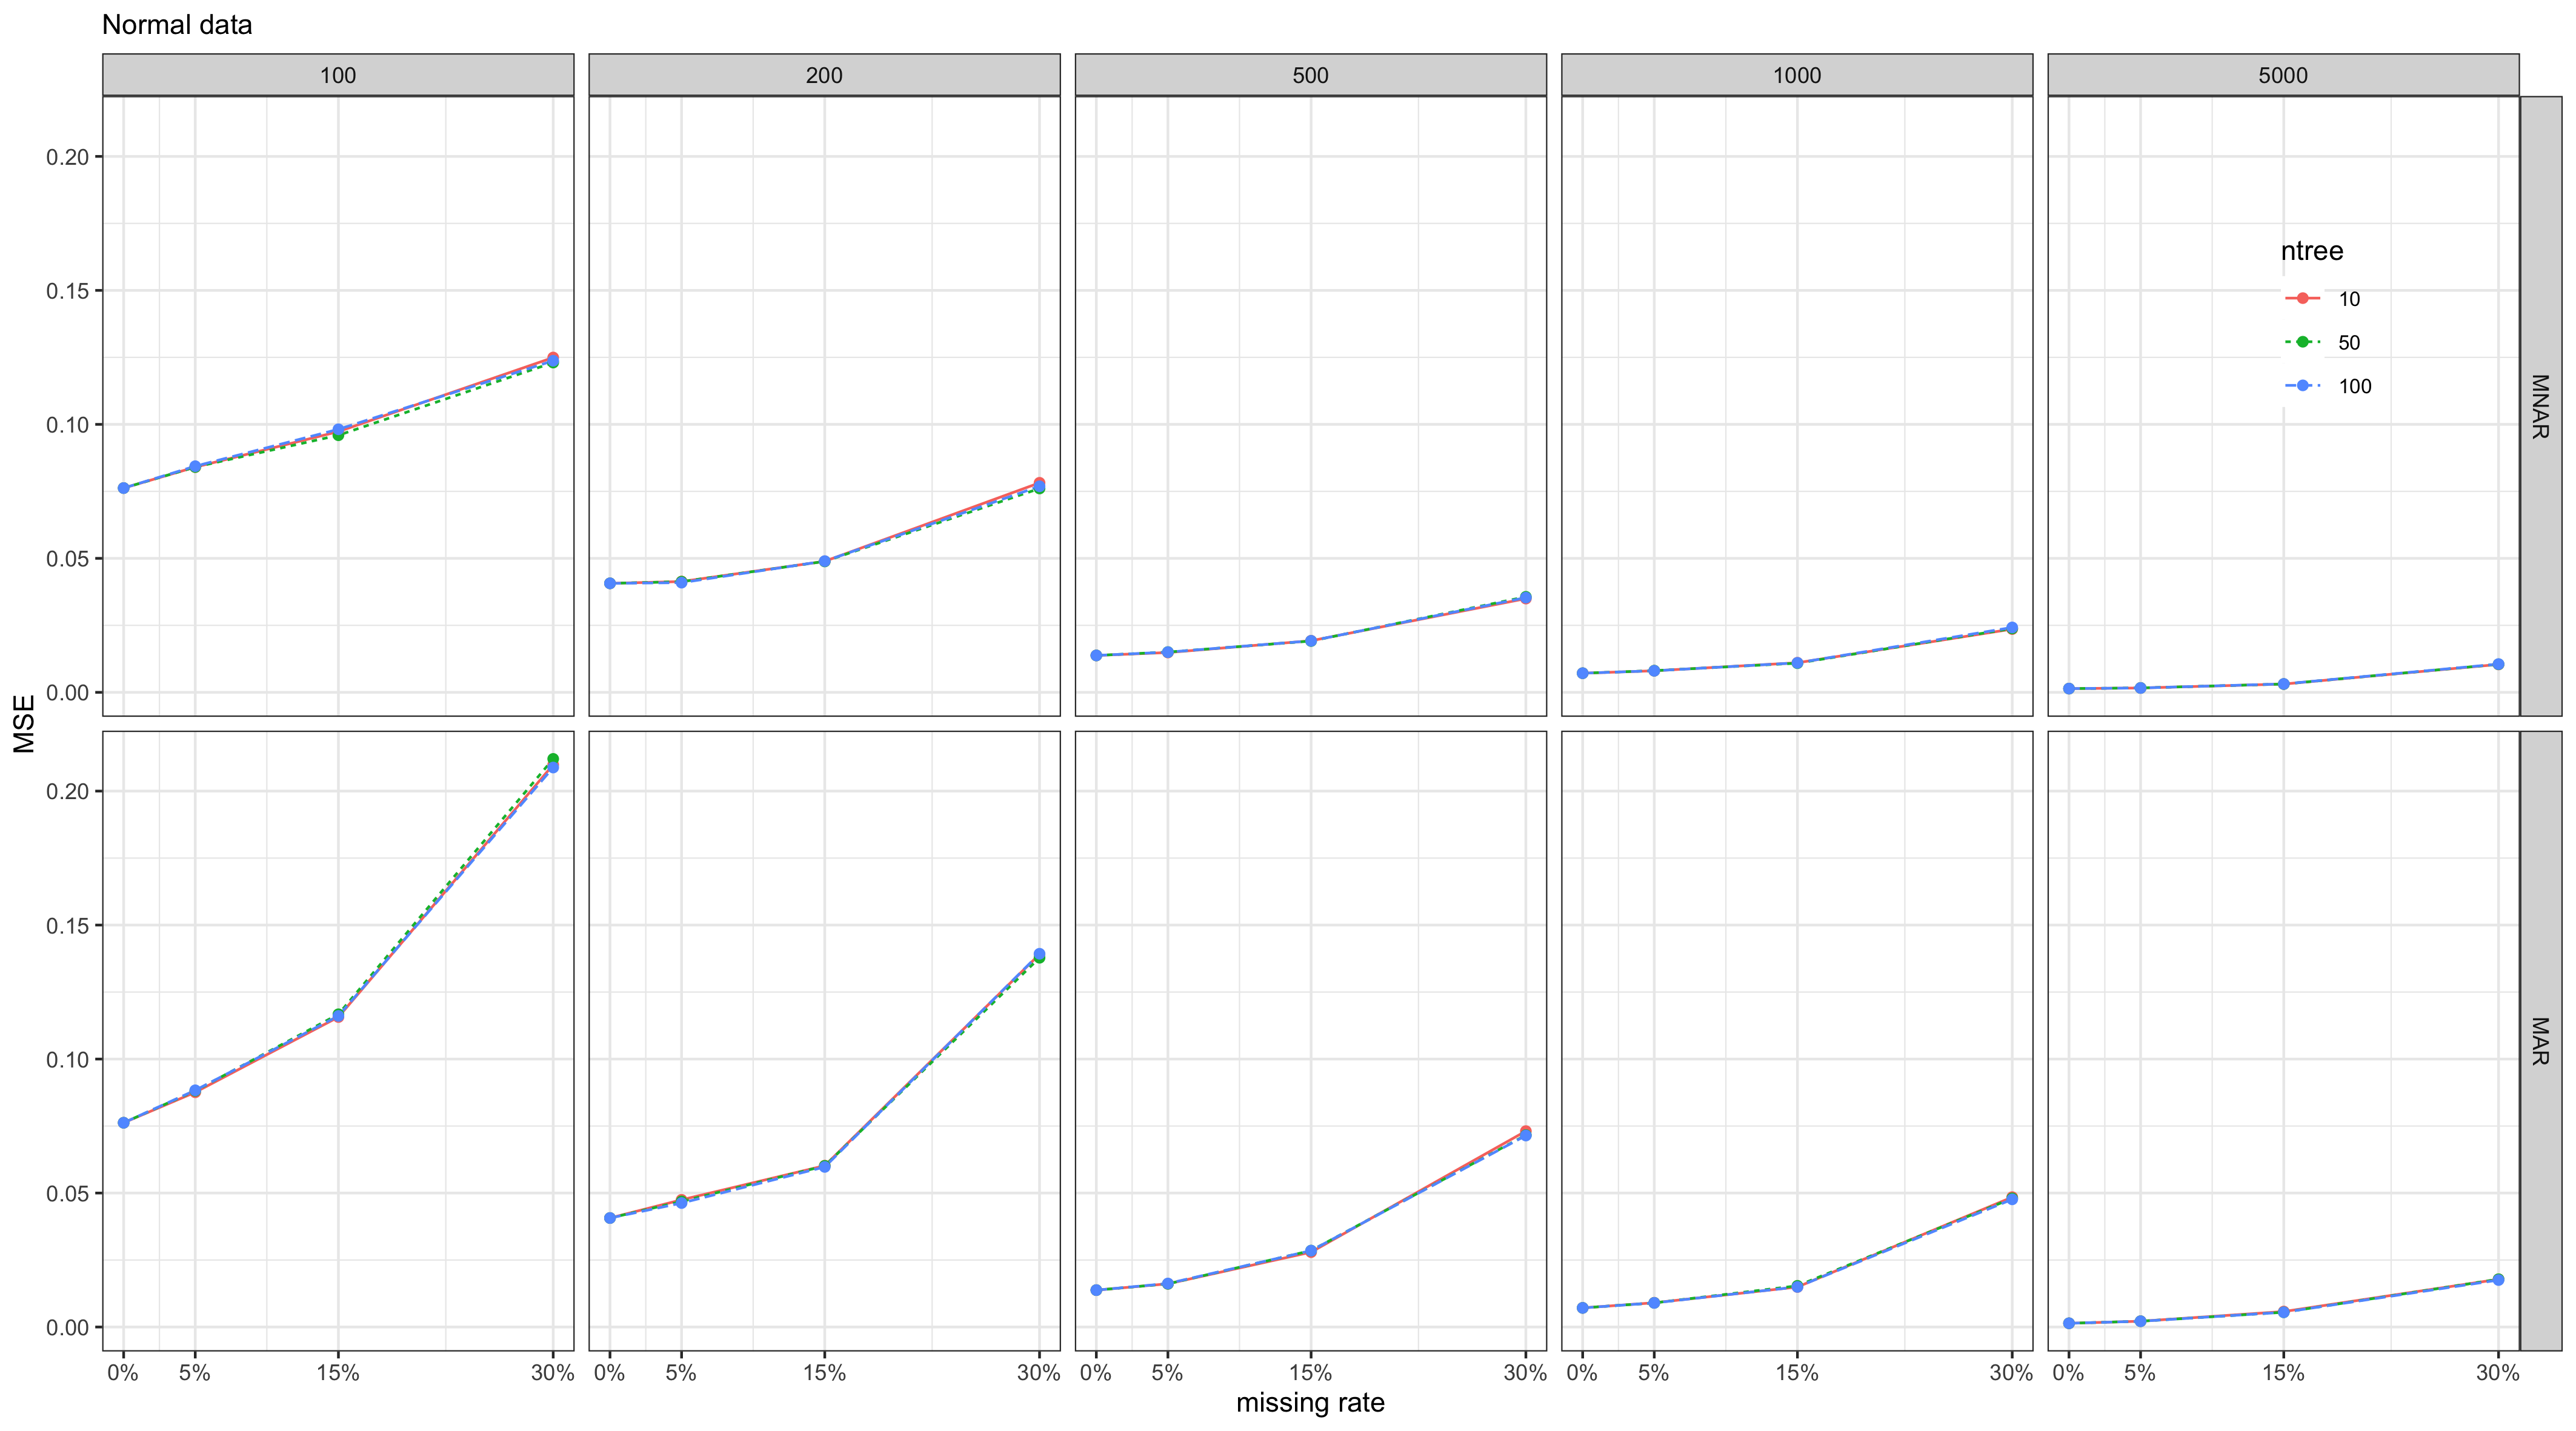 Normal data
100 200 500 1000 5000
0.20
0.15
0.10
0.05
0.00
ntree
10
50
100
MNAR
MSE
0.20
0.15
0.10
0.05
0.00
MAR
0% 5% 15% 30% 0% 5% 15% 30% 0% 5% 15% 30% 0% 5% 15% 30% 0% 5% 15% 30%
missing rate